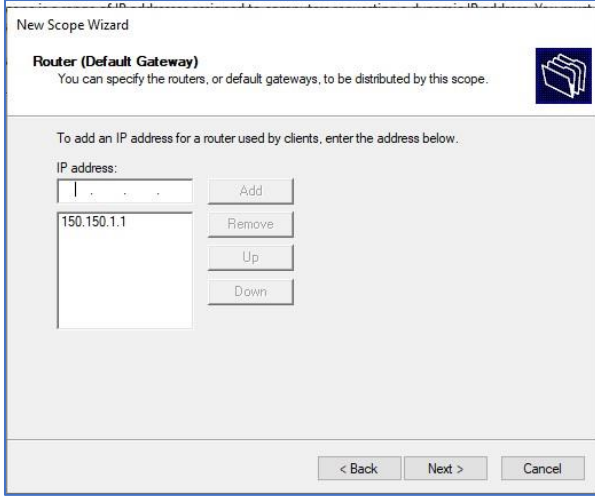 New Scope Wizard
Router (Default Gateway)
You can specify the routers, or default gateways, to be distributed by this scope.
To add an IP address for a router used by clients, enter the address below.
IP address:
. . .
Add
150.150.1.1
Remove
Up
Down
< Back
Next >
Cancel